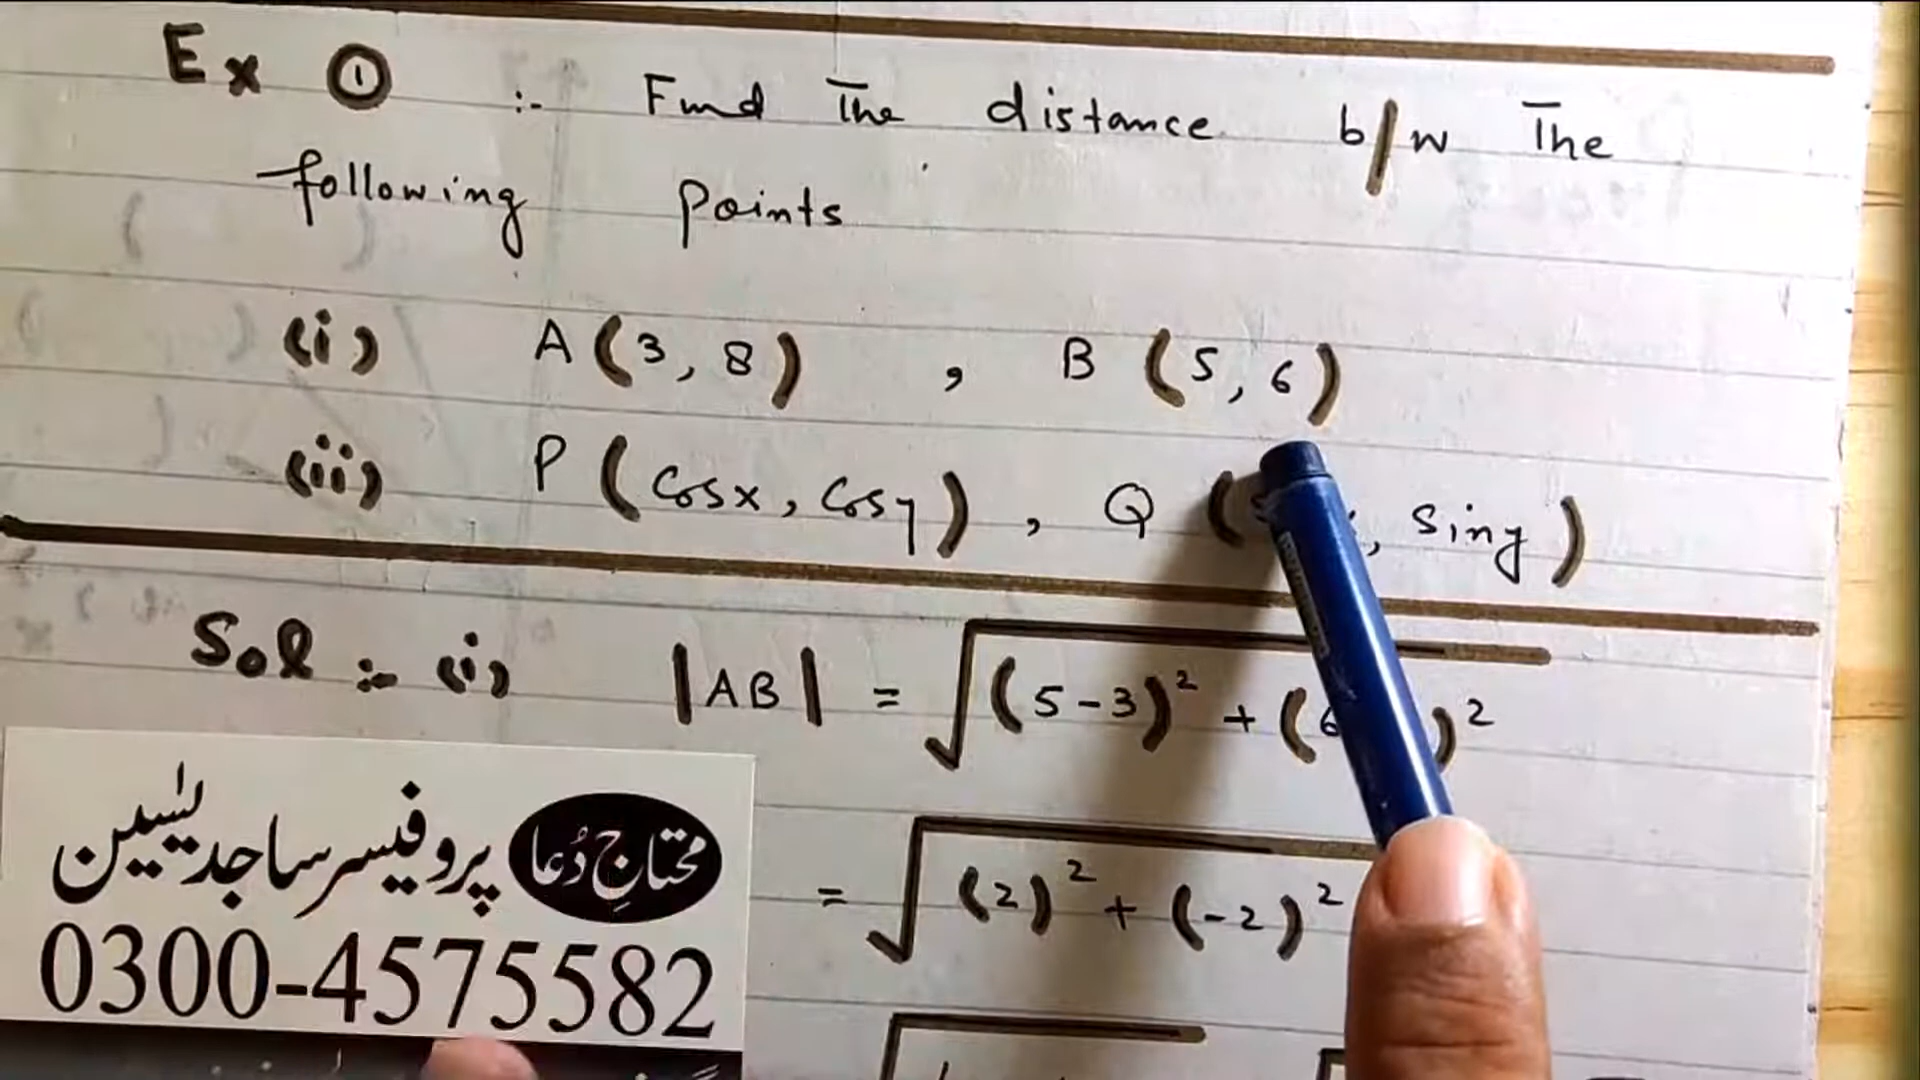 Ex ① :- Find The distance b/w The
following points
(i) A (3, 8) , B (5, 6)
(ii) P (Cosx, Cosy) , Q ( , Siny)
Sol :- (i) |AB| = √(5-3)² + (6 )²
= √(2)² + (-2)²
محتاجِ دُعا پروفیسر ساجد یٰسین
0300-4575582